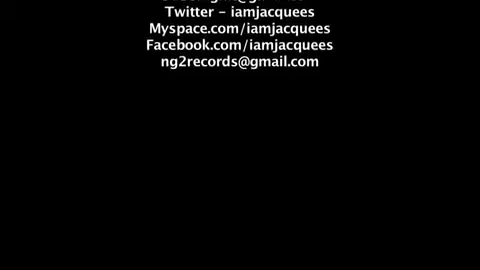 Twitter - iamjacquees
Myspace.com/iamjacquees
Facebook.com/iamjacquees
ng2records@gmail.com